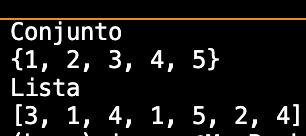 Conjunto
{1, 2, 3, 4, 5}
Lista
[3, 1, 4, 1, 5, 2, 4]